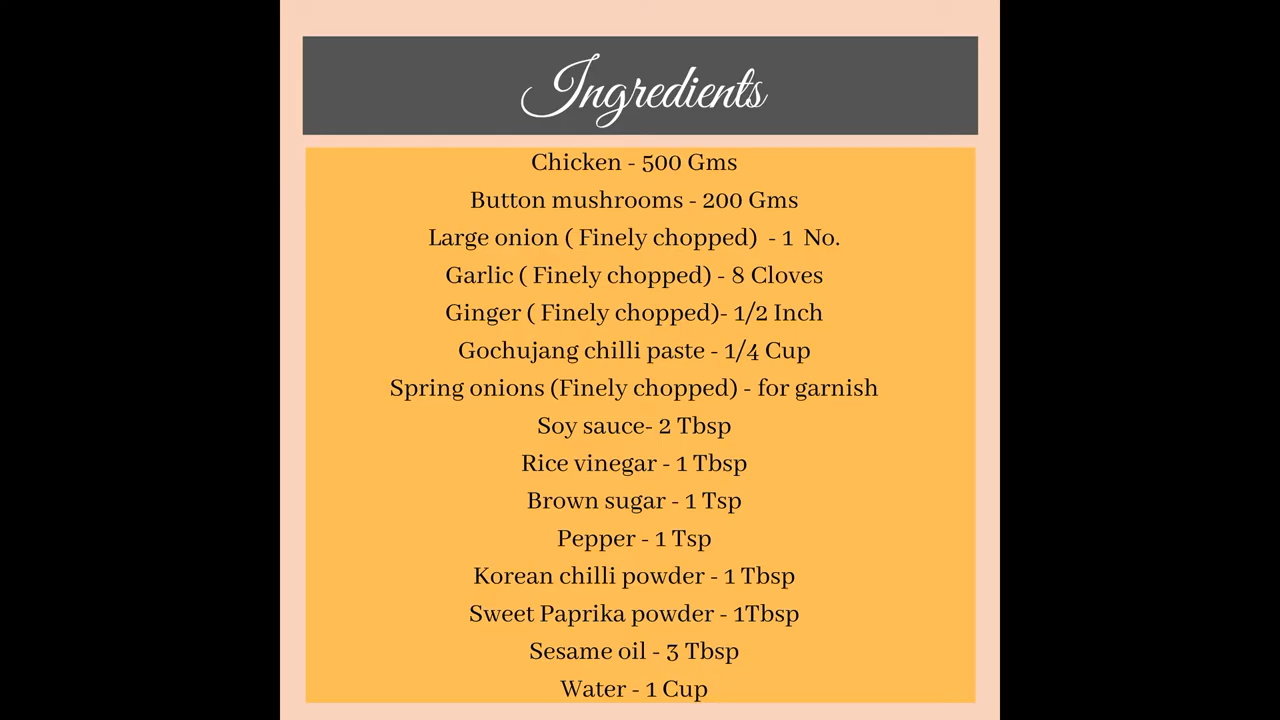 Ingredients
Chicken - 500 Gms
Button mushrooms - 200 Gms
Large onion ( Finely chopped)  - 1  No.
Garlic ( Finely chopped) - 8 Cloves
Ginger ( Finely chopped)- 1/2 Inch
Gochujang chilli paste - 1/4 Cup
Spring onions (Finely chopped) - for garnish
Soy sauce- 2 Tbsp
Rice vinegar - 1 Tbsp
Brown sugar - 1 Tsp
Pepper - 1 Tsp
Korean chilli powder - 1 Tbsp
Sweet Paprika powder - 1Tbsp
Sesame oil - 3 Tbsp
Water - 1 Cup